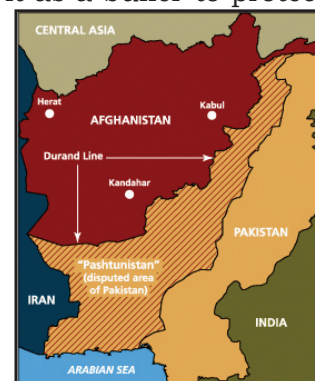 CENTRAL ASIA
Herat
Kabul
AFGHANISTAN
Durand Line
Kandahar
PAKISTAN
"Pashtunistan"
(disputed area
of Pakistan)
IRAN
INDIA
ARABIAN SEA